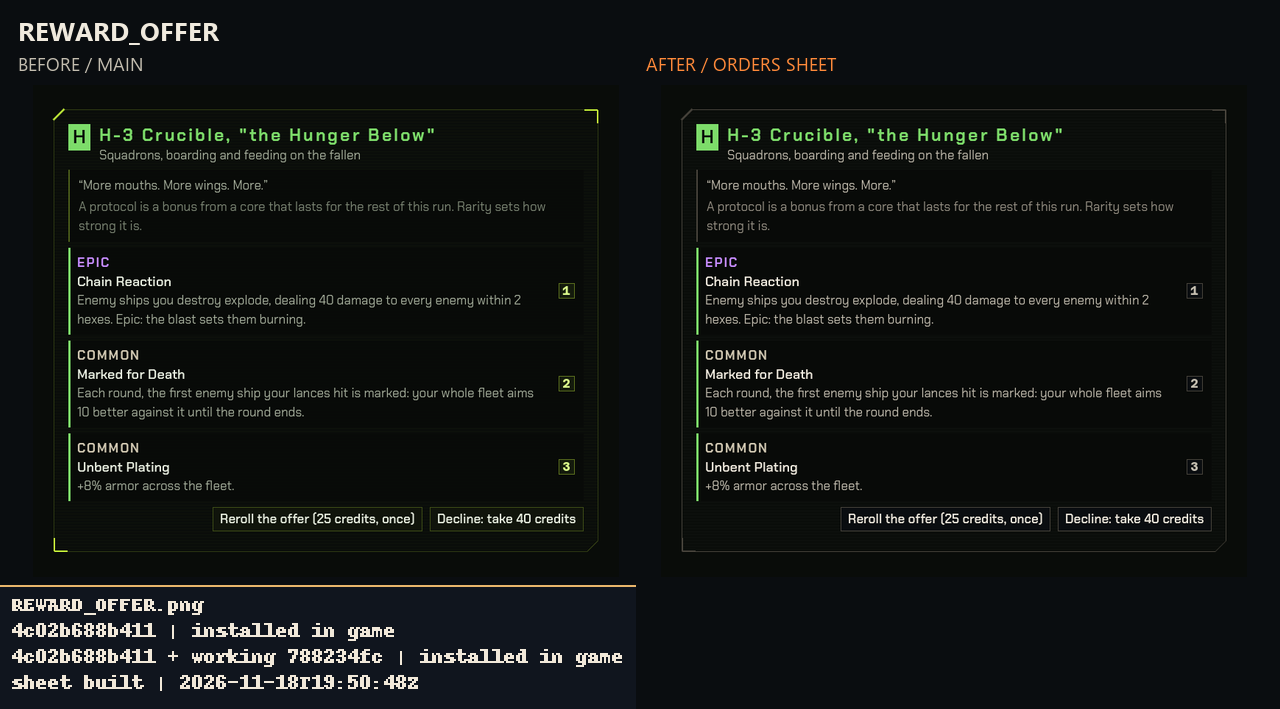 REWARD_OFFER
BEFORE / MAIN
H
H-3 Crucible, "the Hunger Below"
Squadrons, boarding and feeding on the fallen
“More mouths. More wings. More.”
A protocol is a bonus from a core that lasts for the rest of this run. Rarity sets how
strong it is.
EPIC
Chain Reaction
Enemy ships you destroy explode, dealing 40 damage to every enemy within 2
hexes. Epic: the blast sets them burning.
1
COMMON
Marked for Death
Each round, the first enemy ship your lances hit is marked: your whole fleet aims
10 better against it until the round ends.
2
COMMON
Unbent Plating
+8% armor across the fleet.
3
Reroll the offer (25 credits, once)
Decline: take 40 credits
AFTER / ORDERS SHEET
H
H-3 Crucible, "the Hunger Below"
Squadrons, boarding and feeding on the fallen
“More mouths. More wings. More.”
A protocol is a bonus from a core that lasts for the rest of this run. Rarity sets how
strong it is.
EPIC
Chain Reaction
Enemy ships you destroy explode, dealing 40 damage to every enemy within 2
hexes. Epic: the blast sets them burning.
1
COMMON
Marked for Death
Each round, the first enemy ship your lances hit is marked: your whole fleet aims
10 better against it until the round ends.
2
COMMON
Unbent Plating
+8% armor across the fleet.
3
Reroll the offer (25 credits, once)
Decline: take 40 credits
REWARD_OFFER.png
4c02b688b411 | installed in game
4c02b688b411 + working 788234fc | installed in game
sheet built | 2026-11-18T19:50:48Z